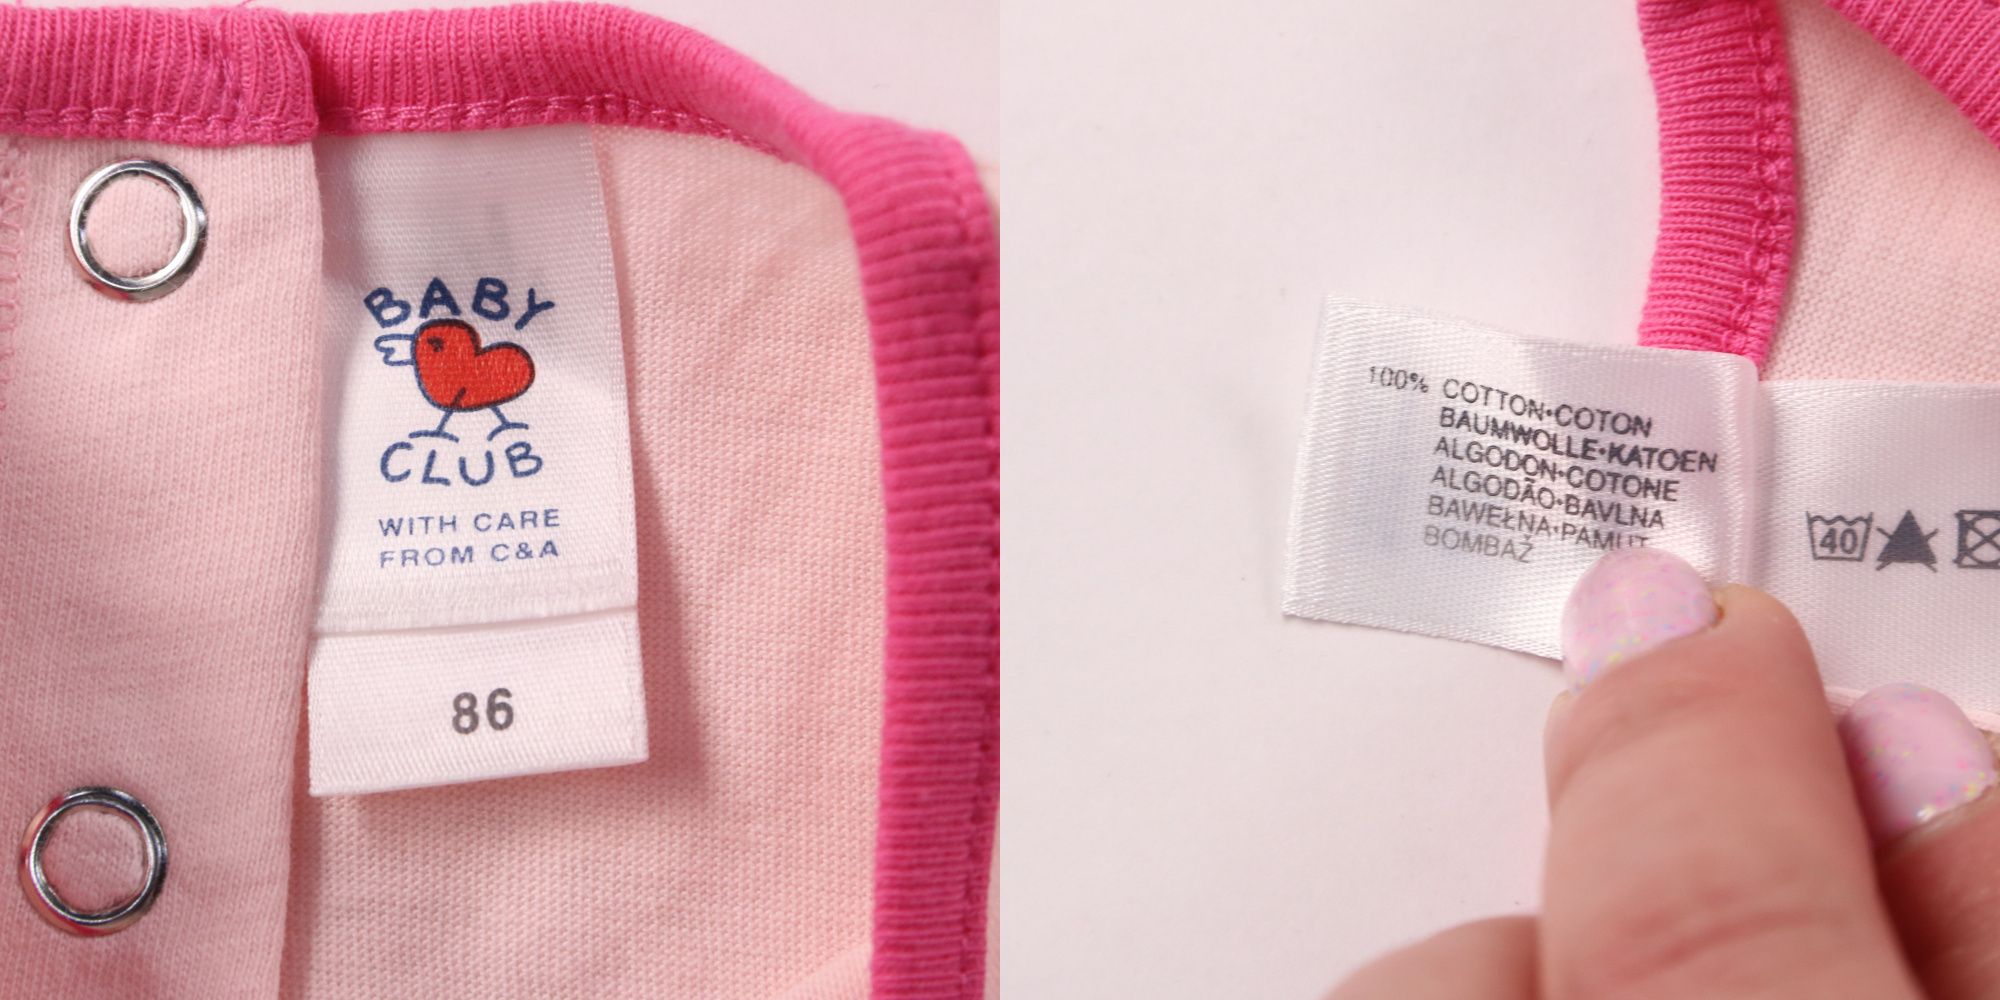 BABY
CLUB
WITH CARE
FROM C&A
86
100% COTTON•COTON
BAUMWOLLE•KATOEN
ALGODON•COTONE
ALGODÃO•BAVLNA
BAWEŁNA•PAMUT
BOMBAŽ
40